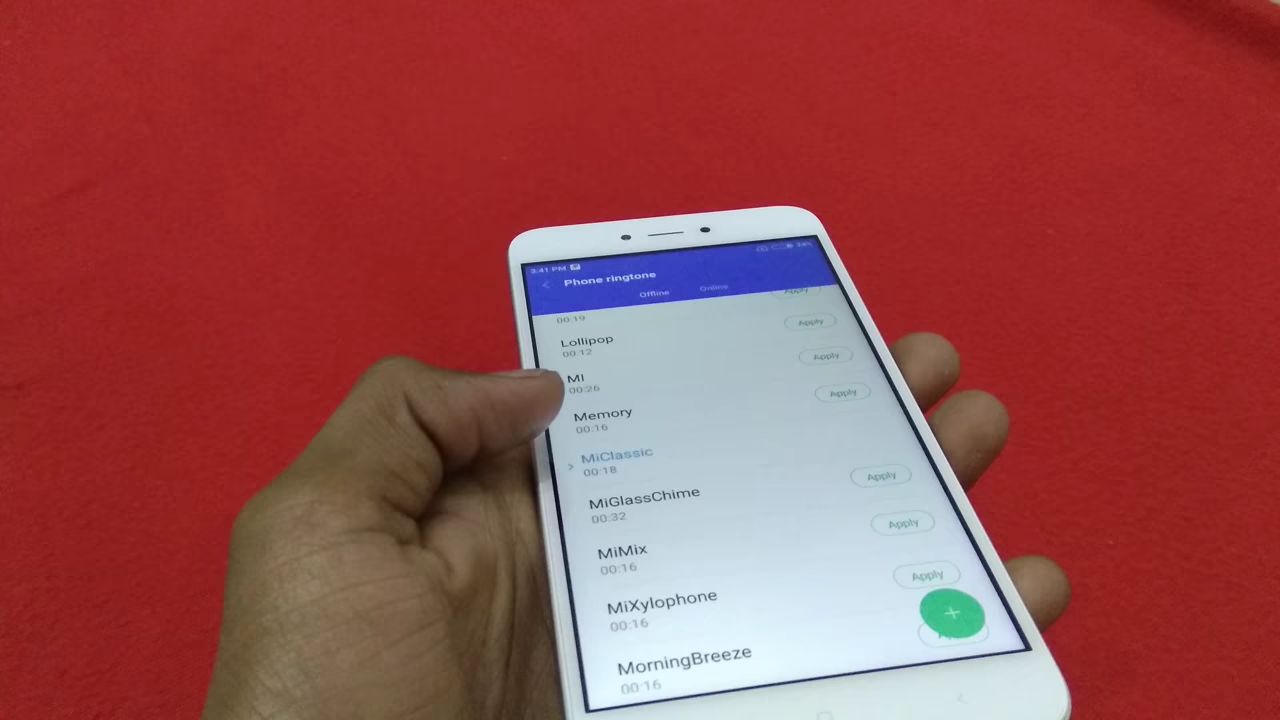 3:41 PM
24%
Phone ringtone
Offline
Online
00:19
Apply
Lollipop
00:12
Apply
MI
00:26
Apply
Memory
00:16
Apply
MiClassic
00:18
MiGlassChime
00:32
Apply
MiMix
00:16
Apply
MiXylophone
00:16
Apply
MorningBreeze
00:16